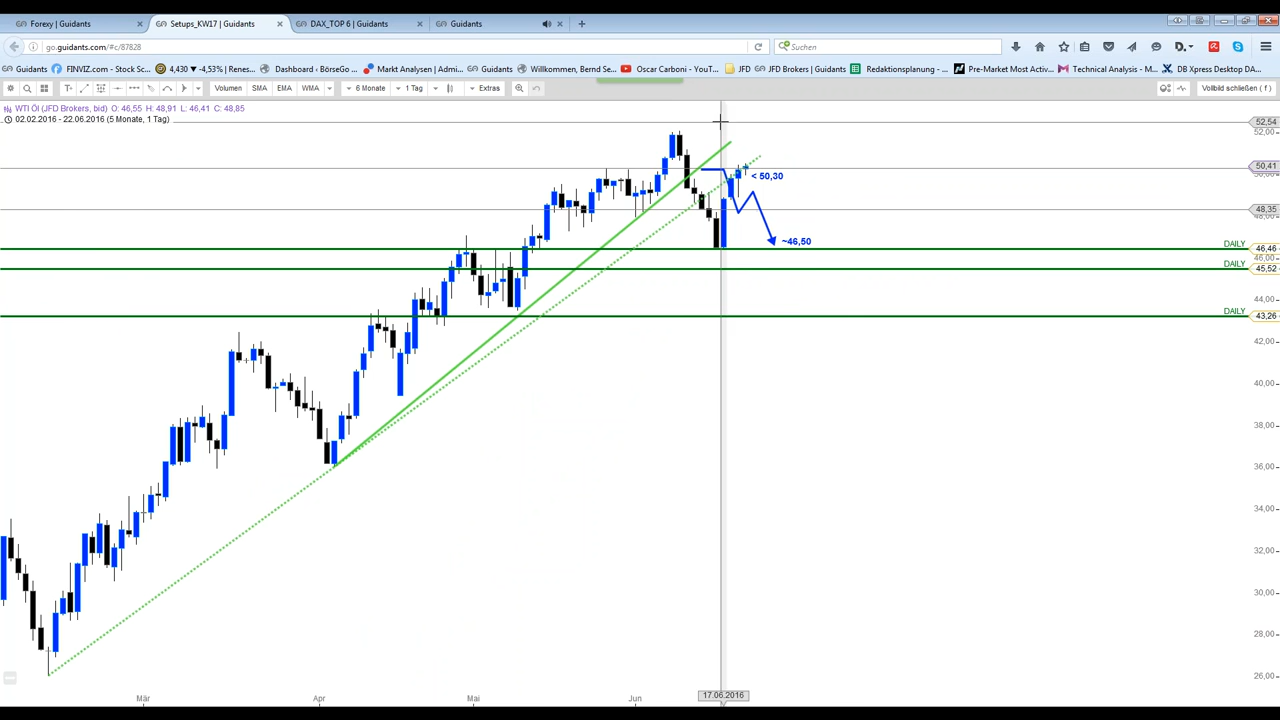 Forexy | Guidants
Setups_KW17 | Guidants
DAX_TOP 6 | Guidants
Guidants
go.guidants.com/#c/87828
Suchen
Guidants
FINVIZ.com - Stock Sc...
4,430 ▼ -4,53% | Renes...
Dashboard ‹ BörseGo ...
Markt Analysen | Admi...
Guidants
Willkommen, Bernd Se...
Oscar Carboni - YouT...
JFD
JFD Brokers | Guidants
Redaktionsplanung - ...
Pre-Market Most Activ...
Technical Analysis - M...
DB Xpress Desktop DA...
Volumen
SMA
EMA
WMA
6 Monate
1 Tag
Extras
Vollbild schließen ( f )
WTI Öl (JFD Brokers, bid) O: 46,55 H: 48,91 L: 46,41 C: 48,85
02.02.2016 - 22.06.2016 (5 Monate, 1 Tag)
52,54
52,00
50,41
< 50,30
48,35
~46,50
DAILY
46,46
46,00
DAILY
45,52
44,00
DAILY
43,26
42,00
40,00
38,00
36,00
34,00
32,00
30,00
28,00
26,00
Mär
Apr
Mai
Jun
17.06.2016